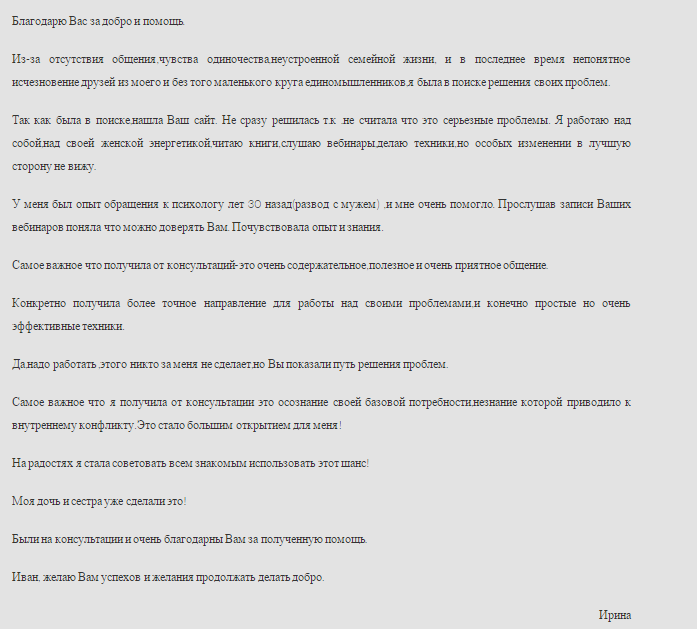 Благодарю Вас за добро и помощь.
Из-за отсутствия общения,чувства одиночества,неустроенной семейной жизни, и в последнее время непонятное
исчезновение друзей из моего и без того маленького круга единомышленников,я была в поиске решения своих проблем.
Так как была в поиске,нашла Ваш сайт. Не сразу решилась т.к .не считала что это серьезные проблемы. Я работаю над
собой,над своей женской энергетикой,читаю книги,слушаю вебинары,делаю техники,но особых изменении в лучшую
сторону не вижу.
У меня был опыт обращения к психологу лет 30 назад(развод с мужем) ,и мне очень помогло. Прослушав записи Ваших
вебинаров поняла что можно доверять Вам. Почувствовала опыт и знания.
Самое важное что получила от консультаций-это очень содержательное,полезное и очень приятное общение.
Конкретно получила более точное направление для работы над своими проблемами,и конечно простые но очень
эффективные техники.
Да,надо работать ,этого никто за меня не сделает,но Вы показали путь решения проблем.
Самое важное что я получила от консультации это осознание своей базовой потребности,незнание которой приводило к
внутреннему конфликту.Это стало большим открытием для меня!
На радостях я стала советовать всем знакомым использовать этот шанс!
Моя дочь и сестра уже сделали это!
Были на консультации и очень благодарны Вам за полученную помощь.
Иван, желаю Вам успехов и желания продолжать делать добро.
Ирина